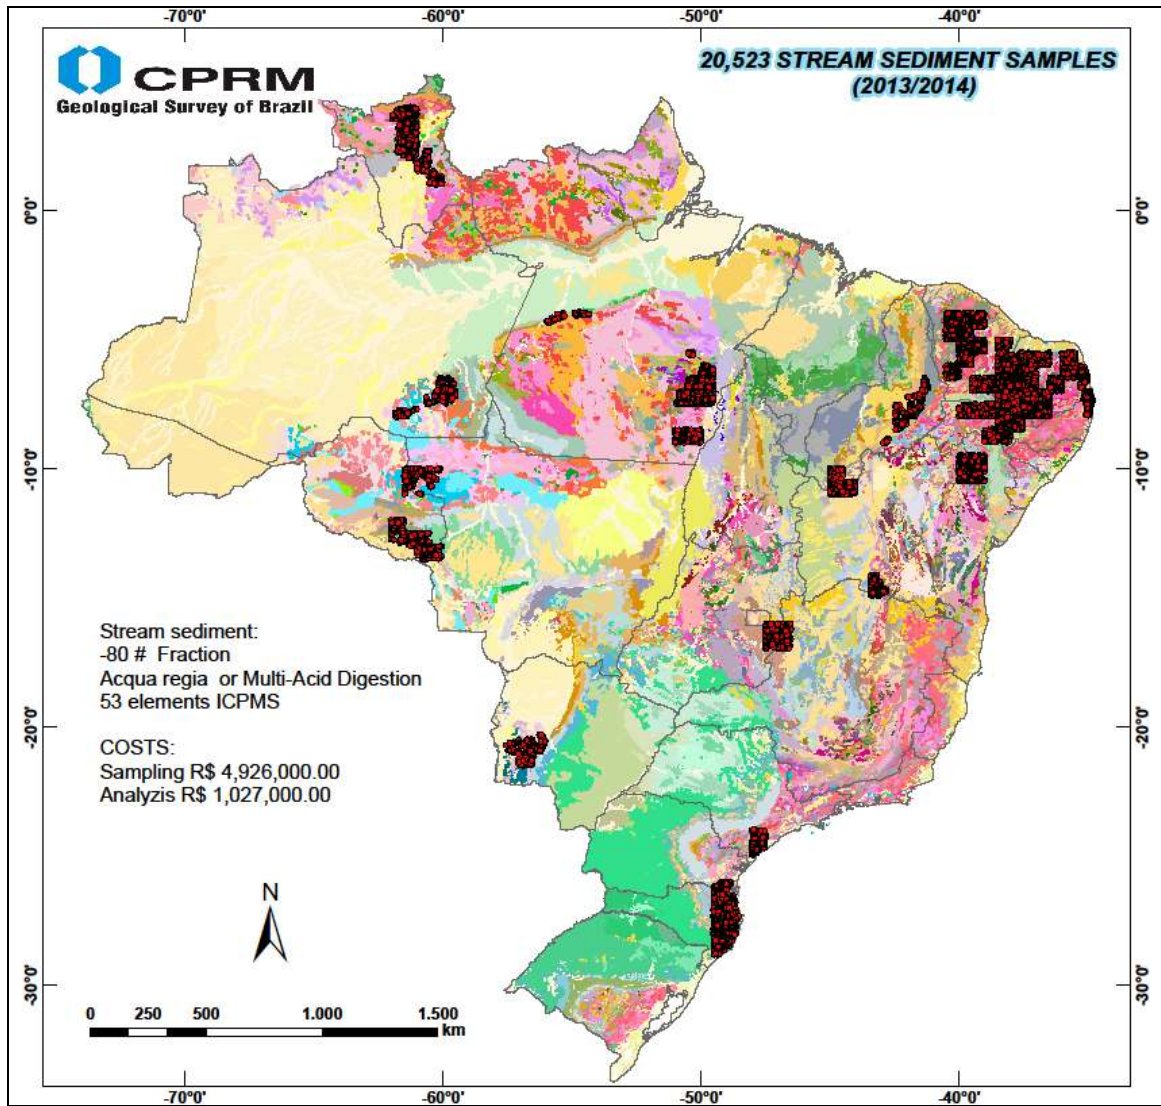 -70°0' -60°0' -50°0' -40°0'
CPRM
Geological Survey of Brazil
20,523 STREAM SEDIMENT SAMPLES
(2013/2014)
0°0' 0°0'
-10°0' -10°0'
Stream sediment:
-80 # Fraction
Acqua regia or Multi-Acid Digestion
53 elements ICPMS
-20°0' -20°0'
COSTS:
Sampling R$ 4,926,000.00
Analyzis R$ 1,027,000.00
N
-30°0' -30°0'
0 250 500 1.000 1.500
km
-70°0' -60°0' -50°0' -40°0'